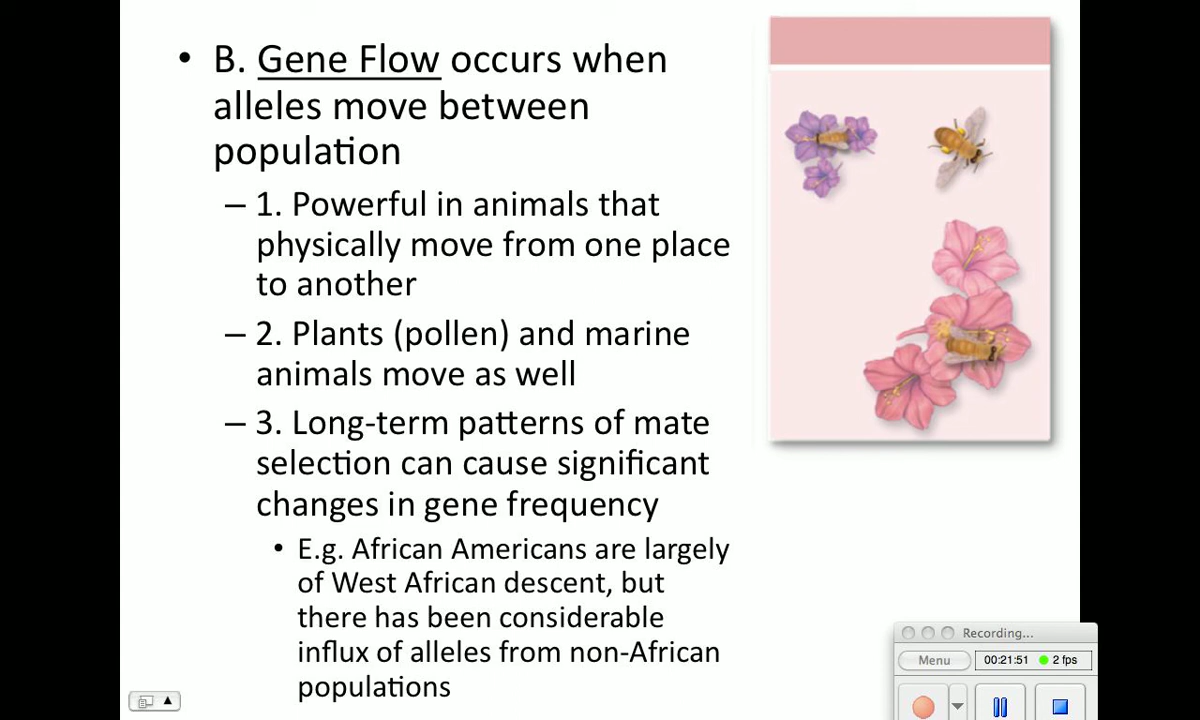 • B. Gene Flow occurs when
alleles move between
population
– 1. Powerful in animals that
physically move from one place
to another
– 2. Plants (pollen) and marine
animals move as well
– 3. Long-term patterns of mate
selection can cause significant
changes in gene frequency
• E.g. African Americans are largely
of West African descent, but
there has been considerable
influx of alleles from non-African
populations
Recording...
Menu
00:21:51 2 fps